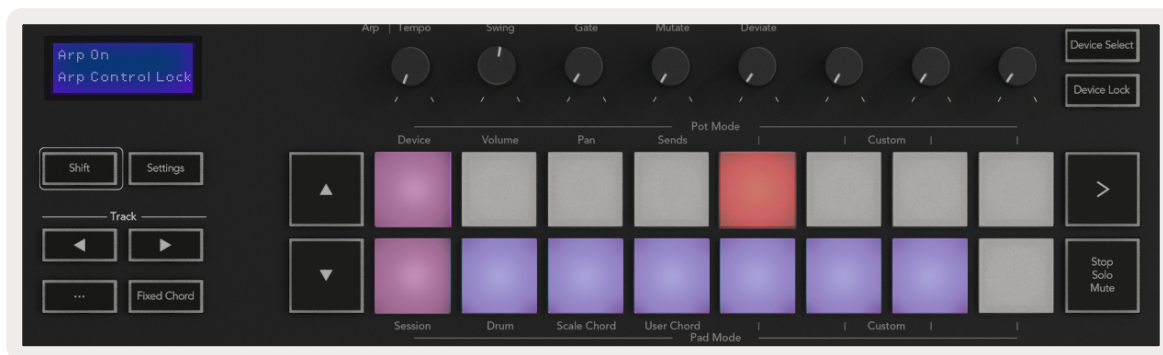 Arp | Tempo Swing Gate Mutate Deviate
Arp On
Arp Control Lock
Device Select
Device Lock
Pot Mode
Device Volume Pan Sends | | Custom | |
Shift Settings
Track
... Fixed Chord
Stop
Solo
Mute
Session Drum Scale Chord User Chord | | Custom | |
Pad Mode